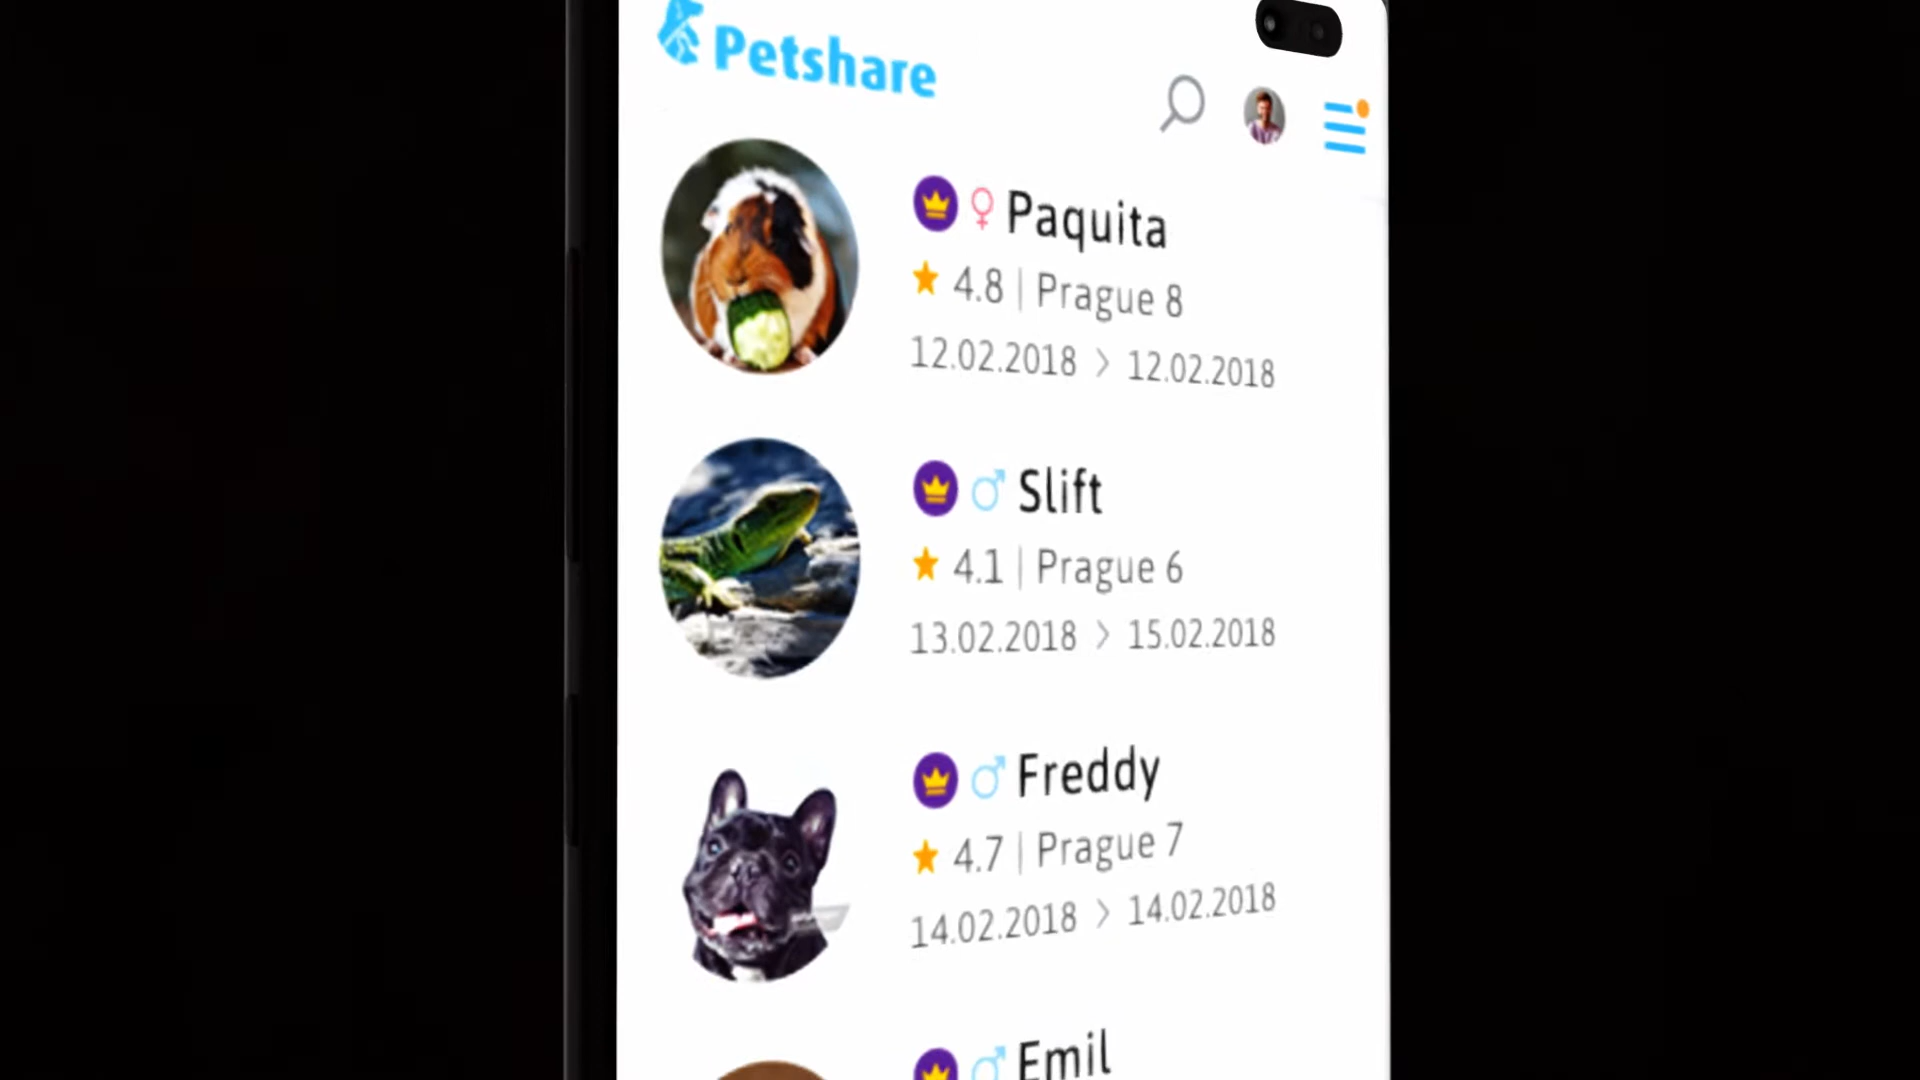 Petshare
Paquita
4.8 | Prague 8
12.02.2018 > 12.02.2018
Slift
4.1 | Prague 6
13.02.2018 > 15.02.2018
Freddy
4.7 | Prague 7
14.02.2018 > 14.02.2018
Emil